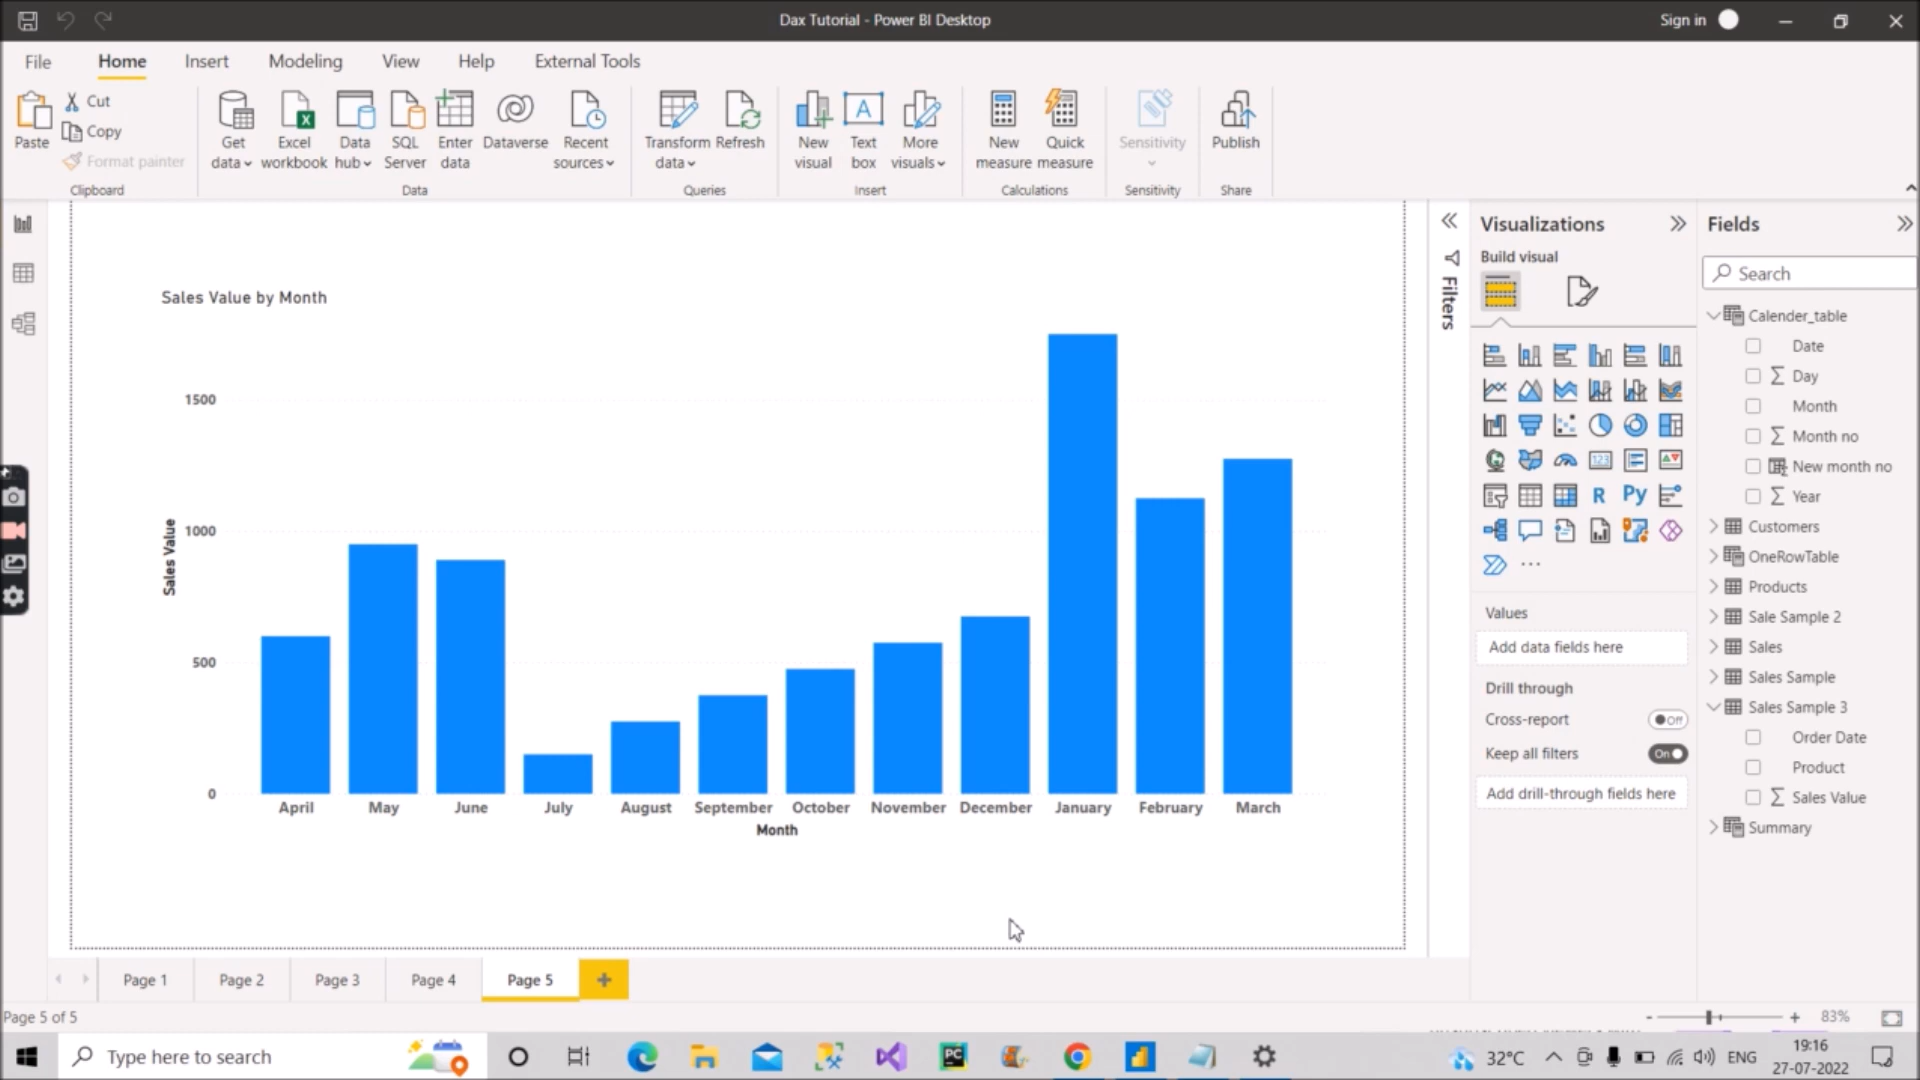 Dax Tutorial - Power BI Desktop
Sign in
File
Home
Insert
Modeling
View
Help
External Tools
Paste
Cut
Copy
Format painter
Clipboard
Get data
Excel workbook
Data hub
SQL Server
Enter data
Dataverse
Recent sources
Data
Transform data
Refresh
Queries
New visual
Text box
More visuals
Insert
New measure
Quick measure
Calculations
Sensitivity
Sensitivity
Publish
Share
Sales Value by Month
1500
1000
500
0
Sales Value
April
May
June
July
August
September
October
November
December
January
February
March
Month
Filters
Visualizations
Build visual
R
Py
123
Values
Add data fields here
Drill through
Cross-report
Off
Keep all filters
On
Add drill-through fields here
Fields
Search
Calender_table
Date
Day
Month
Month no
New month no
Year
Customers
OneRowTable
Products
Sale Sample 2
Sales
Sales Sample
Sales Sample 3
Order Date
Product
Sales Value
Summary
Page 1
Page 2
Page 3
Page 4
Page 5
Page 5 of 5
83%
Type here to search
PC
32°C
ENG
19:16
27-07-2022